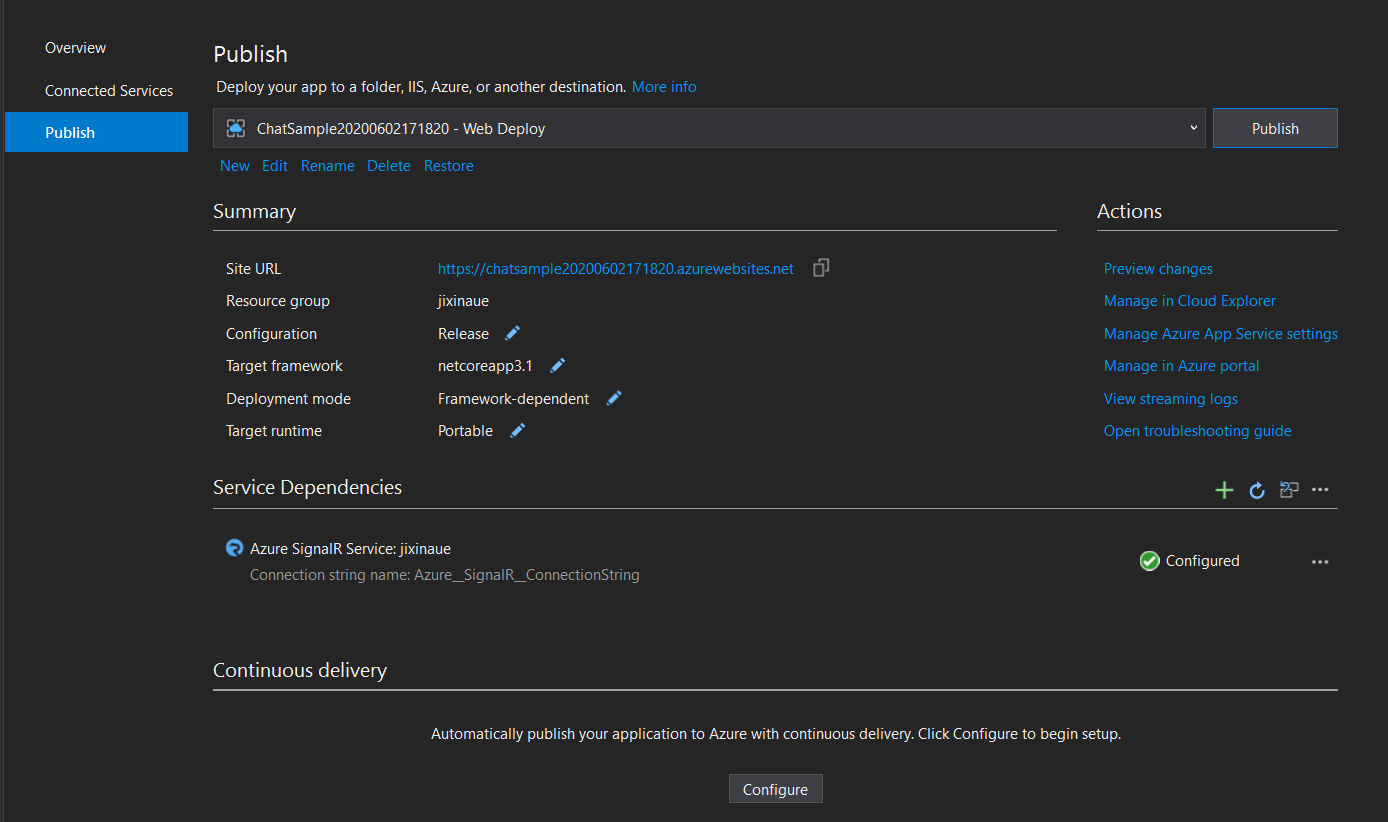 Overview
Connected Services
Publish
Publish
Deploy your app to a folder, IIS, Azure, or another destination. More info
ChatSample20200602171820 - Web Deploy
Publish
New Edit Rename Delete Restore
Summary
Site URL https://chatsample20200602171820.azurewebsites.net
Resource group jixinaue
Configuration Release
Target framework netcoreapp3.1
Deployment mode Framework-dependent
Target runtime Portable
Actions
Preview changes
Manage in Cloud Explorer
Manage Azure App Service settings
Manage in Azure portal
View streaming logs
Open troubleshooting guide
Service Dependencies
Azure SignalR Service: jixinaue
Connection string name: Azure__SignalR__ConnectionString
Configured
Continuous delivery
Automatically publish your application to Azure with continuous delivery. Click Configure to begin setup.
Configure